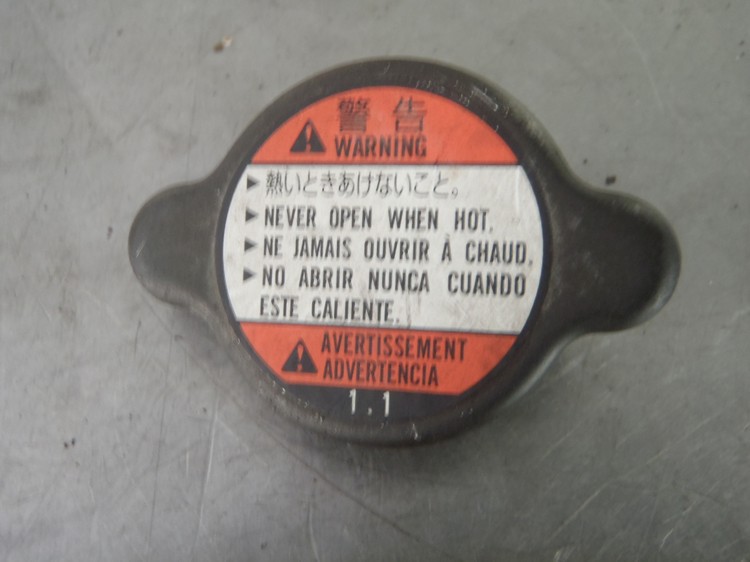 警告
WARNING
熱いときあけないこと。
NEVER OPEN WHEN HOT.
NE JAMAIS OUVRIR À CHAUD.
NO ABRIR NUNCA CUANDO
ESTE CALIENTE.
AVERTISSEMENT
ADVERTENCIA
1.1